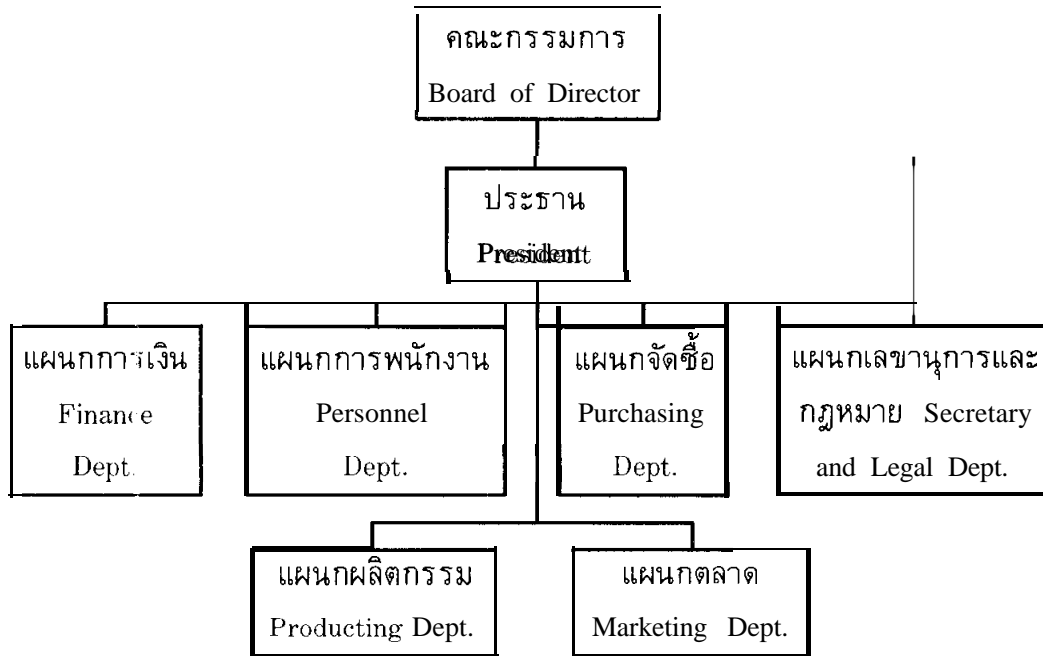 คณะกรรมการ
Board of Director
ประธาน
President
แผนกการเงิน
Finance
Dept.
แผนกการพนักงาน
Personnel
Dept.
แผนกจัดซื้อ
Purchasing
Dept.
แผนกเลขานุการและ
กฎหมาย Secretary
and Legal Dept.
แผนกผลิตกรรม
Producting Dept.
แผนกตลาด
Marketing Dept.